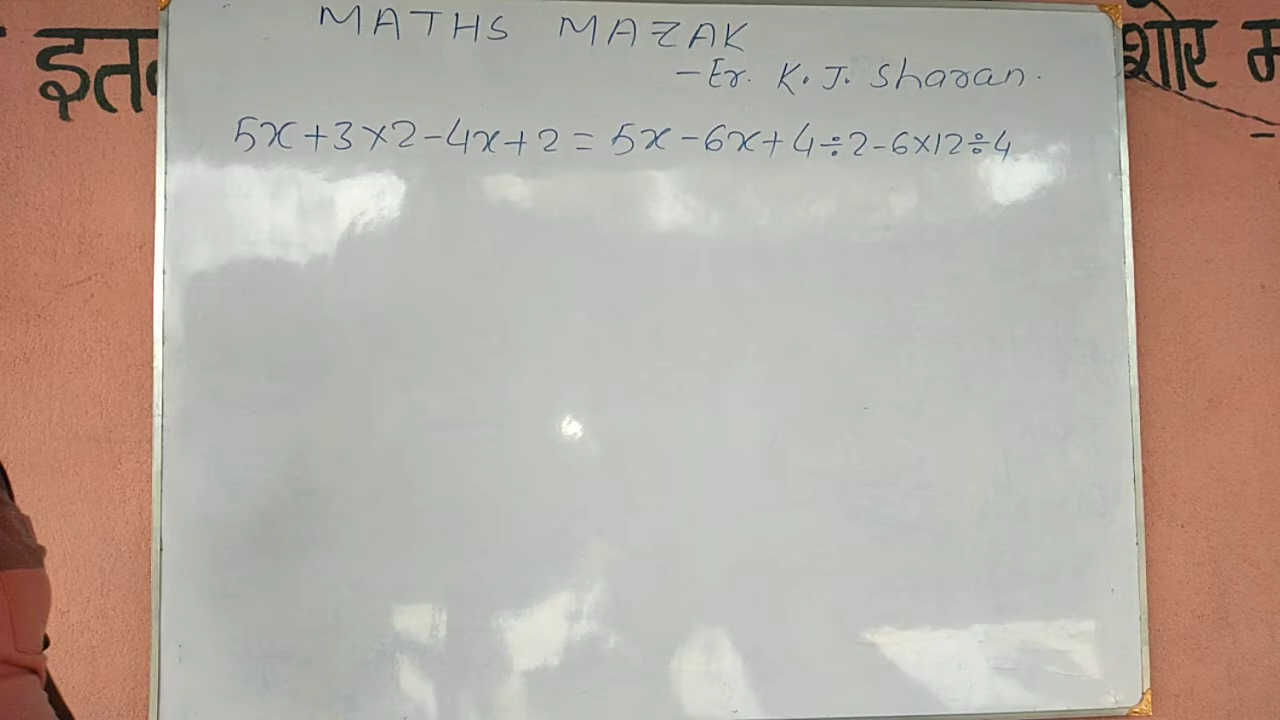 MATHS MAZAK
-Er. K. J. Sharan.
5x+3×2-4x+2 = 5x-6x+4÷2-6×12÷4
शोर